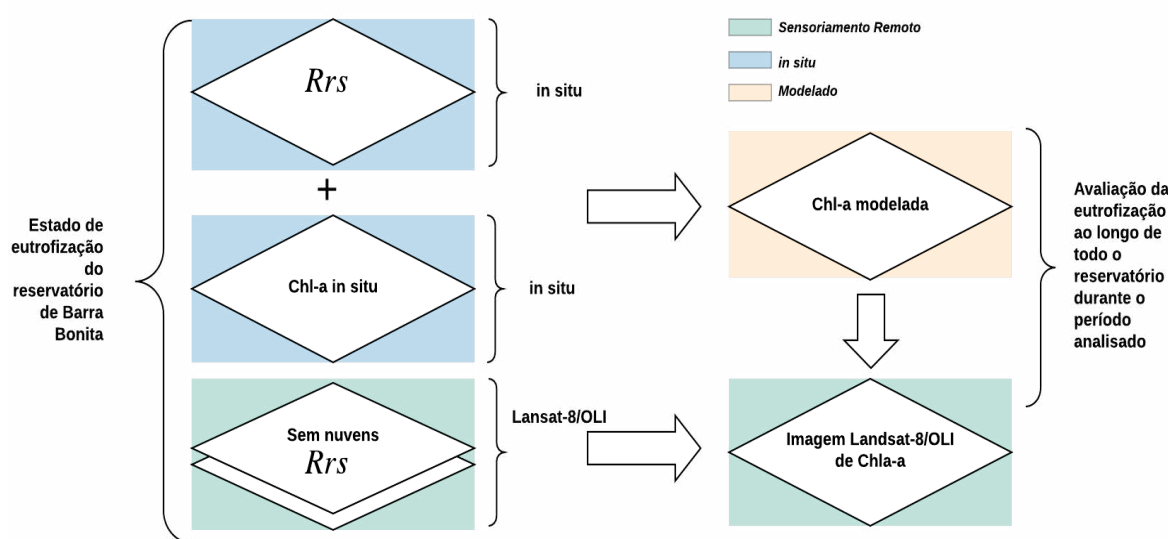 Estado de
eutrofização
do
reservatório
de Barra
Bonita
Rrs
in situ
+
Chl-a in situ
in situ
Sem nuvens
Rrs
Lansat-8/OLI
Sensoriamento Remoto
in situ
Modelado
Chl-a modelada
Imagem Landsat-8/OLI
de Chla-a
Avaliação da
eutrofização
ao longo de
todo o
reservatório
durante o
período
analisado